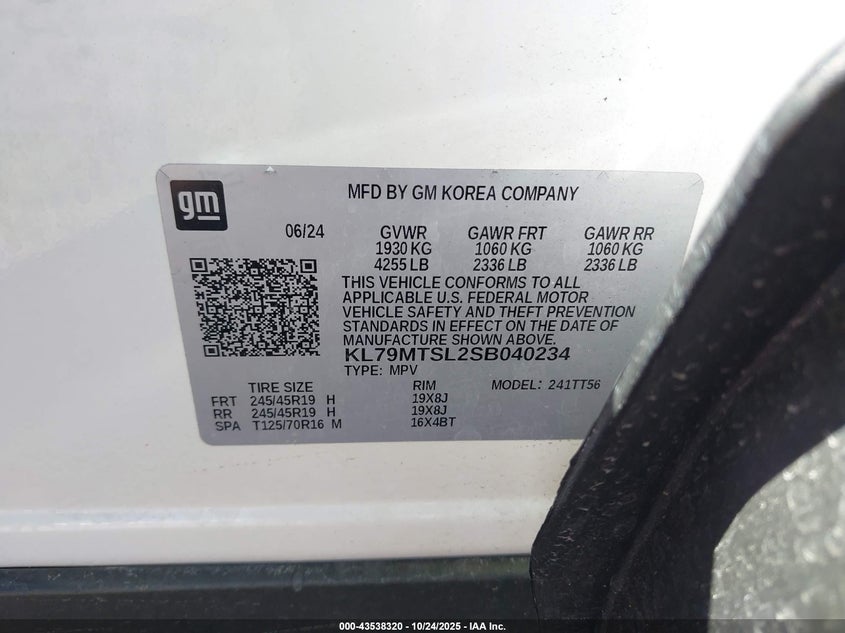 gm
MFD BY GM KOREA COMPANY
06/24 GVWR GAWR FRT GAWR RR
1930 KG 1060 KG 1060 KG
4255 LB 2336 LB 2336 LB
THIS VEHICLE CONFORMS TO ALL
APPLICABLE U.S. FEDERAL MOTOR
VEHICLE SAFETY AND THEFT PREVENTION
STANDARDS IN EFFECT ON THE DATE OF
MANUFACTURE SHOWN ABOVE.
KL79MTSL2SB040234
TYPE: MPV
TIRE SIZE RIM MODEL: 241TT56
FRT 245/45R19 H 19X8J
RR 245/45R19 H 19X8J
SPA T125/70R16 M 16X4BT
000-43538320 - 10/24/2025 - IAA Inc.